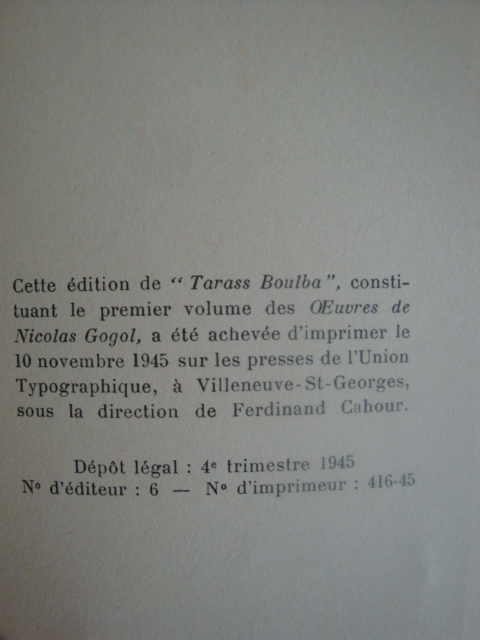 Cette édition de “ Tarass Boulba”, consti-
tuant le premier volume des Œuvres de
Nicolas Gogol, a été achevée d'imprimer le
10 novembre 1945 sur les presses de l'Union
Typographique, à Villeneuve-St-Georges,
sous la direction de Ferdinand Cahour.
Dépôt légal : 4e trimestre 1945
No d'éditeur : 6 — No d'imprimeur : 416-45